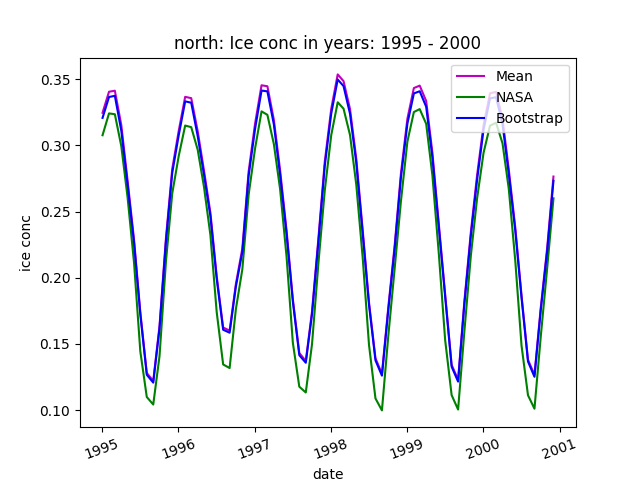 north: Ice conc in years: 1995 - 2000
Mean
NASA
Bootstrap
ice conc
0.35
0.30
0.25
0.20
0.15
0.10
1995
1996
1997
1998
1999
2000
2001
date